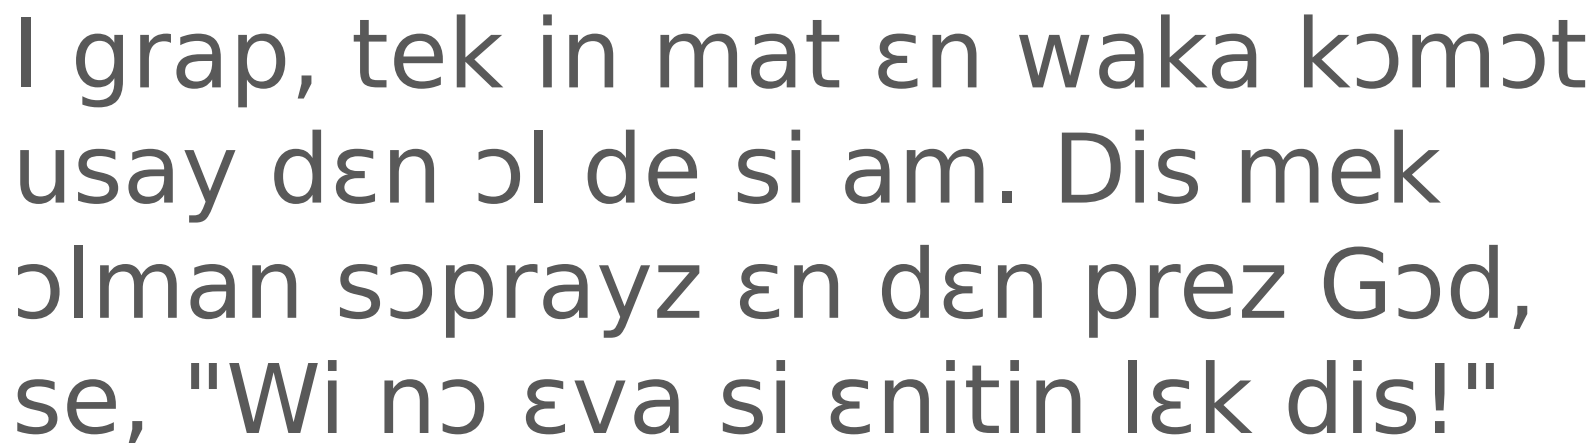 I grap, tek in mat ɛn waka kɔmɔt
usay dɛn ɔl de si am. Dis mek
ɔlman sɔprayz ɛn dɛn prez Gɔd,
se, "Wi nɔ ɛva si ɛnitin lɛk dis!"